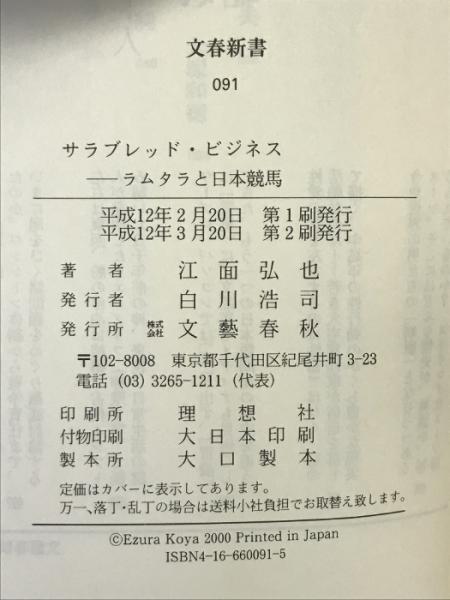 文春新書
091
サラブレッド・ビジネス
――ラムタラと日本競馬
平成12年2月20日　第1刷発行
平成12年3月20日　第2刷発行
著　者　江面弘也
発行者　白川浩司
発行所　株式会社　文藝春秋
〒102-8008　東京都千代田区紀尾井町3-23
電話 (03) 3265-1211 (代表)
印刷所　理想社
付物印刷　大日本印刷
製本所　大口製本
定価はカバーに表示してあります。
万一、落丁・乱丁の場合は送料小社負担でお取替え致します。
©Ezura Koya 2000 Printed in Japan
ISBN4-16-660091-5